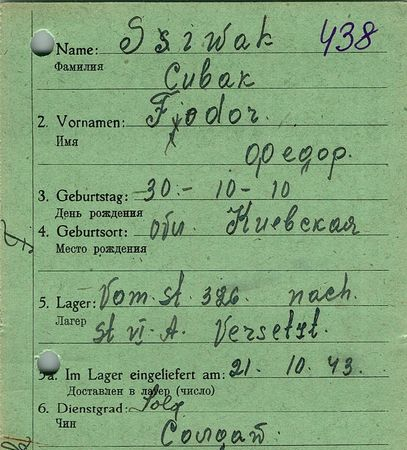 Name: Ssiwak 438
Фамилия Сивак
2. Vornamen: Fjodor.
Имя Федор.
3. Geburtstag: 30.- 10- 10
День рождения
4. Geburtsort: обл. Киевская
Место рождения
5. Lager: Vom. St. 326 nach.
Лагерь St. VI. A. Versetzt.
5a. Im Lager eingeliefert am: 21. 10. 43.
Доставлен в лагерь (число)
6. Dienstgrad: Sold
Чин Солдат